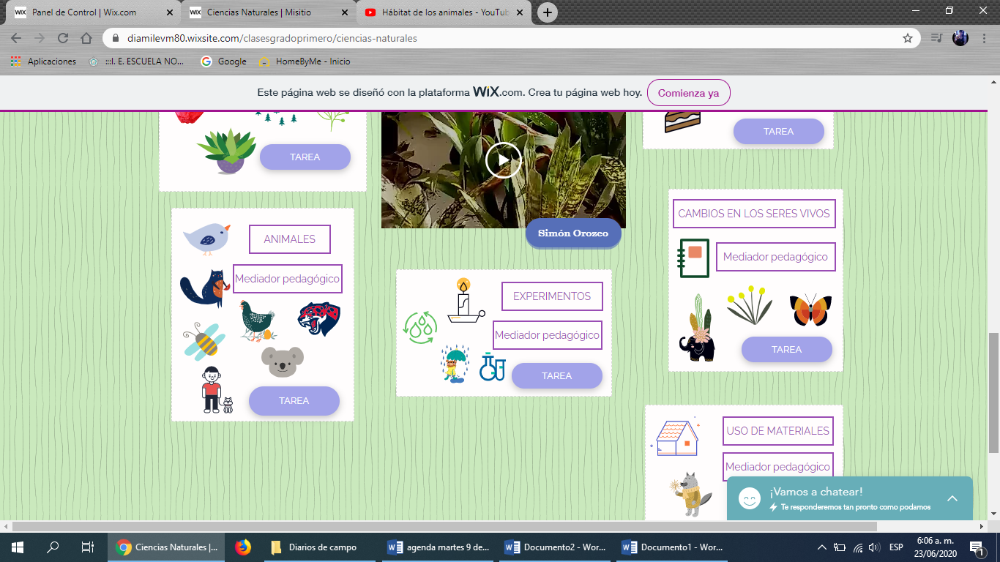 Panel de Control | Wix.com
Ciencias Naturales | Misitio
Hábitat de los animales - YouTub
diamilevm80.wixsite.com/clasesgradoprimero/ciencias-naturales
Aplicaciones
:::I. E. ESCUELA NO...
Google
HomeByMe - Inicio
Este página web se diseñó con la plataforma WiX.com. Crea tu página web hoy.
Comienza ya
TAREA
TAREA
Simón Orozco
ANIMALES
Mediador pedagógico
TAREA
EXPERIMENTOS
Mediador pedagógico
TAREA
CAMBIOS EN LOS SERES VIVOS
Mediador pedagógico
TAREA
USO DE MATERIALES
Mediador pedagógico
¡Vamos a chatear!
Te responderemos tan pronto como podamos
Ciencias Naturales |...
Diarios de campo
agenda martes 9 de...
Documento2 - Wor...
Documento1 - Wor...
ESP
6:06 a. m.
23/06/2020
1